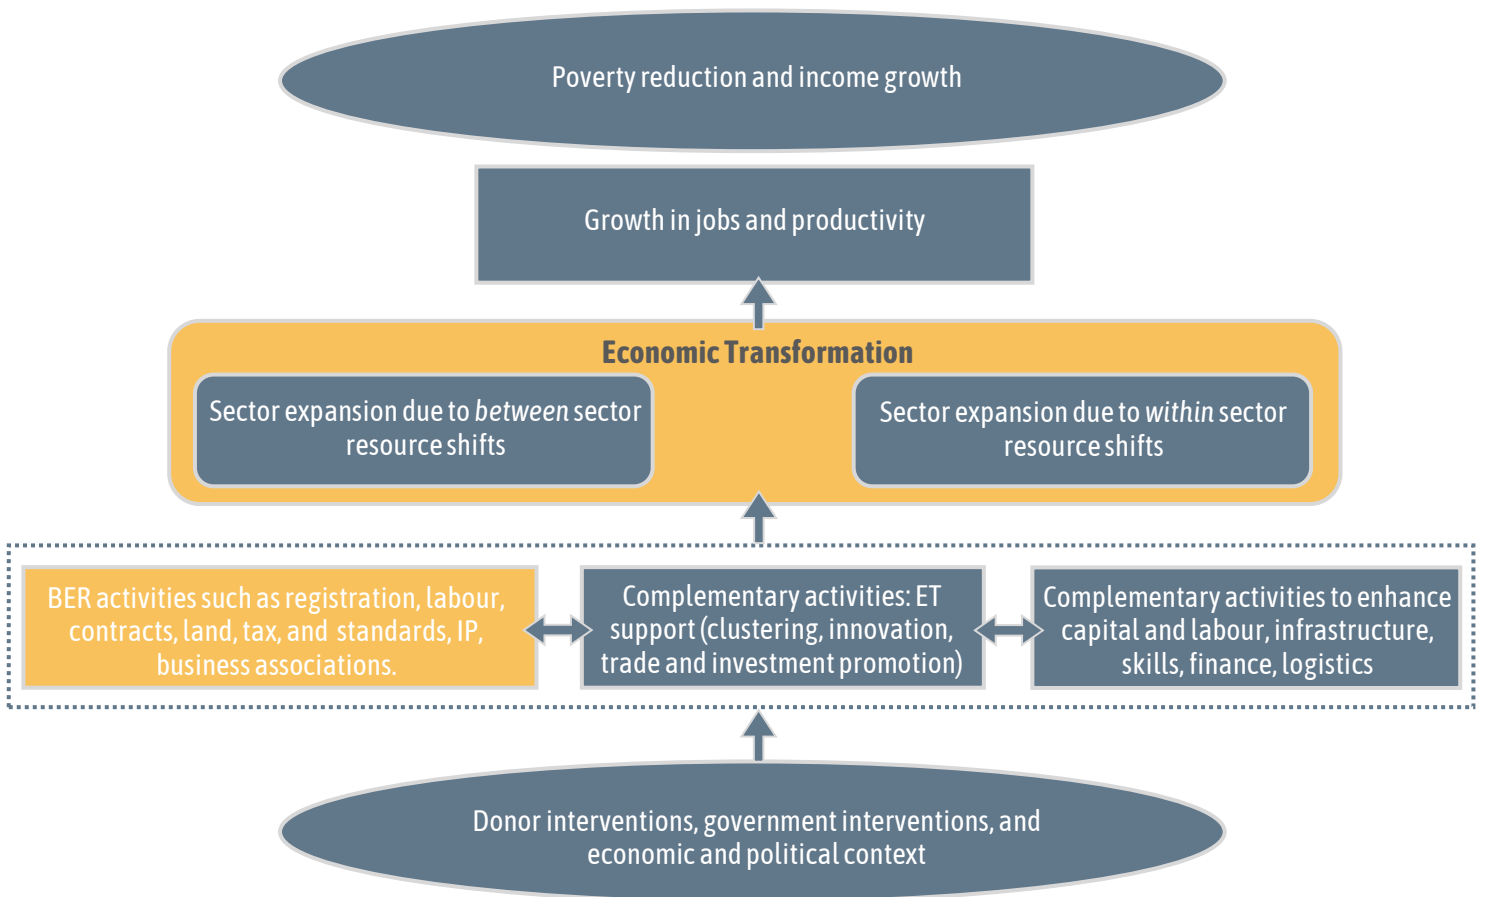 Poverty reduction and income growth
Growth in jobs and productivity
Economic Transformation
Sector expansion due to between sector
resource shifts
Sector expansion due to within sector
resource shifts
BER activities such as registration, labour,
contracts, land, tax, and standards, IP,
business associations.
Complementary activities: ET
support (clustering, innovation,
trade and investment promotion)
Complementary activities to enhance
capital and labour, infrastructure,
skills, finance, logistics
Donor interventions, government interventions, and
economic and political context